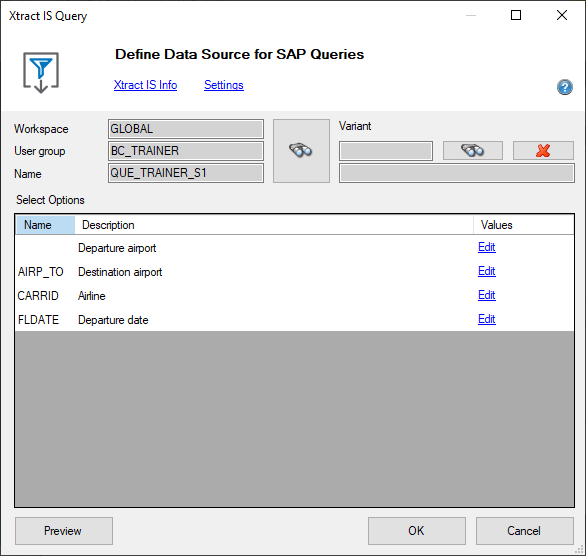 Xtract IS Query
Define Data Source for SAP Queries
Xtract IS Info Settings
?
Workspace GLOBAL
User group BC_TRAINER
Name QUE_TRAINER_S1
Variant
Select Options
Name Description Values
Departure airport Edit
AIRP_TO Destination airport Edit
CARRID Airline Edit
FLDATE Departure date Edit
Preview OK Cancel